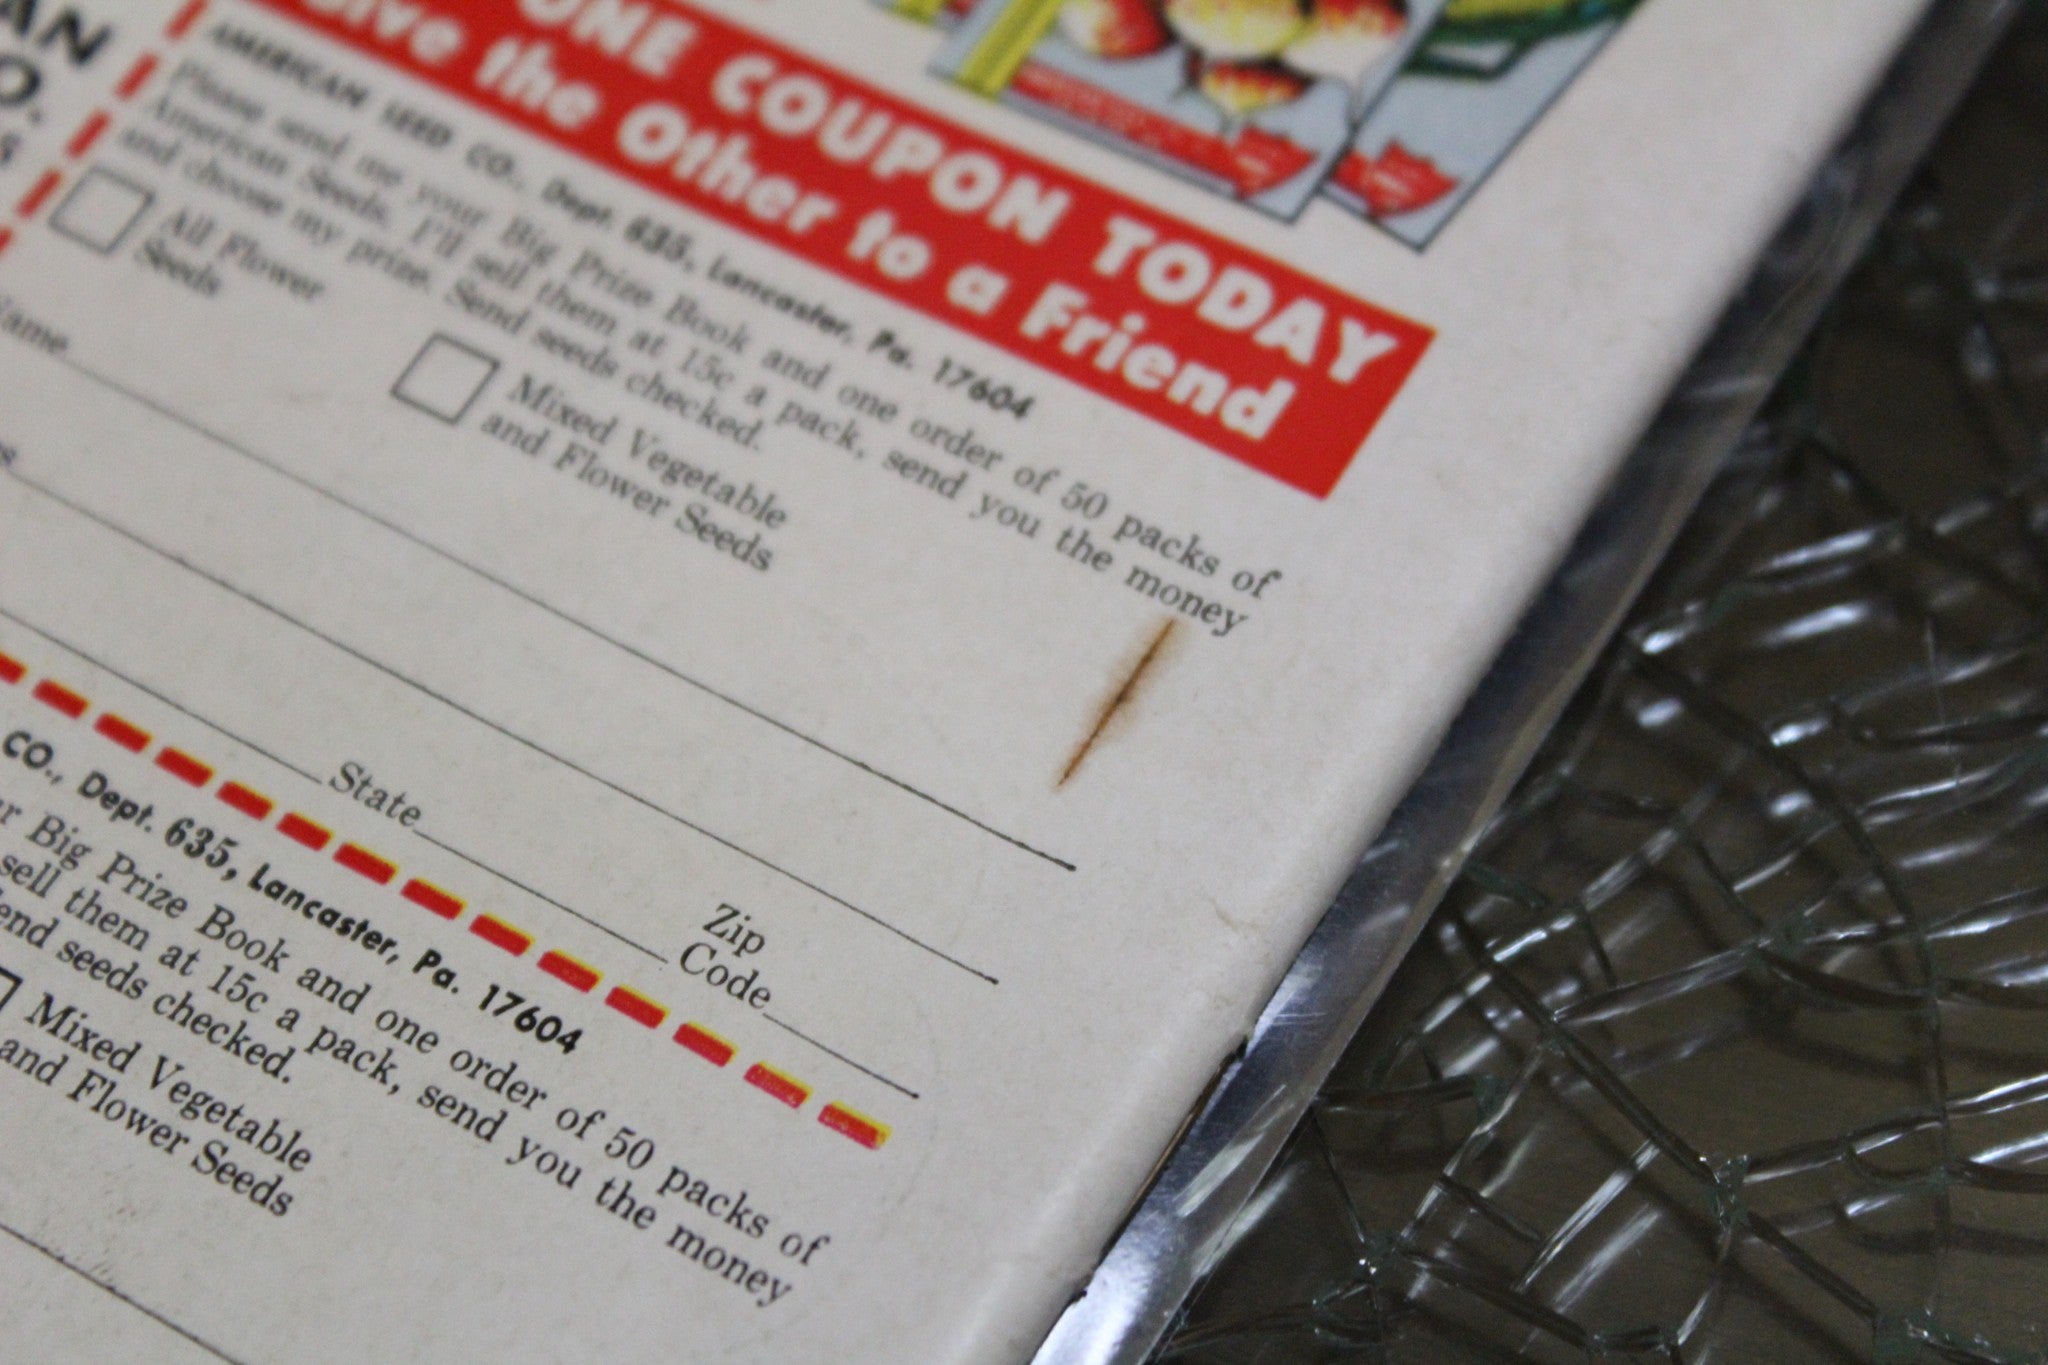 AN
O.,
ONE COUPON TODAY
Give the Other to a Friend
AMERICAN SEED CO., Dept. 635, Lancaster, Pa. 17604
Please send me your Big Prize Book and one order of 50 packs of
American Seeds. I'll sell them at 15c a pack, send you the money
and choose my prize. Send seeds checked.
All Flower
Seeds
Mixed Vegetable
and Flower Seeds
Name
State
Zip
Code
CO., Dept. 635, Lancaster, Pa. 17604
r Big Prize Book and one order of 50 packs of
sell them at 15c a pack, send you the money
end seeds checked.
Mixed Vegetable
and Flower Seeds